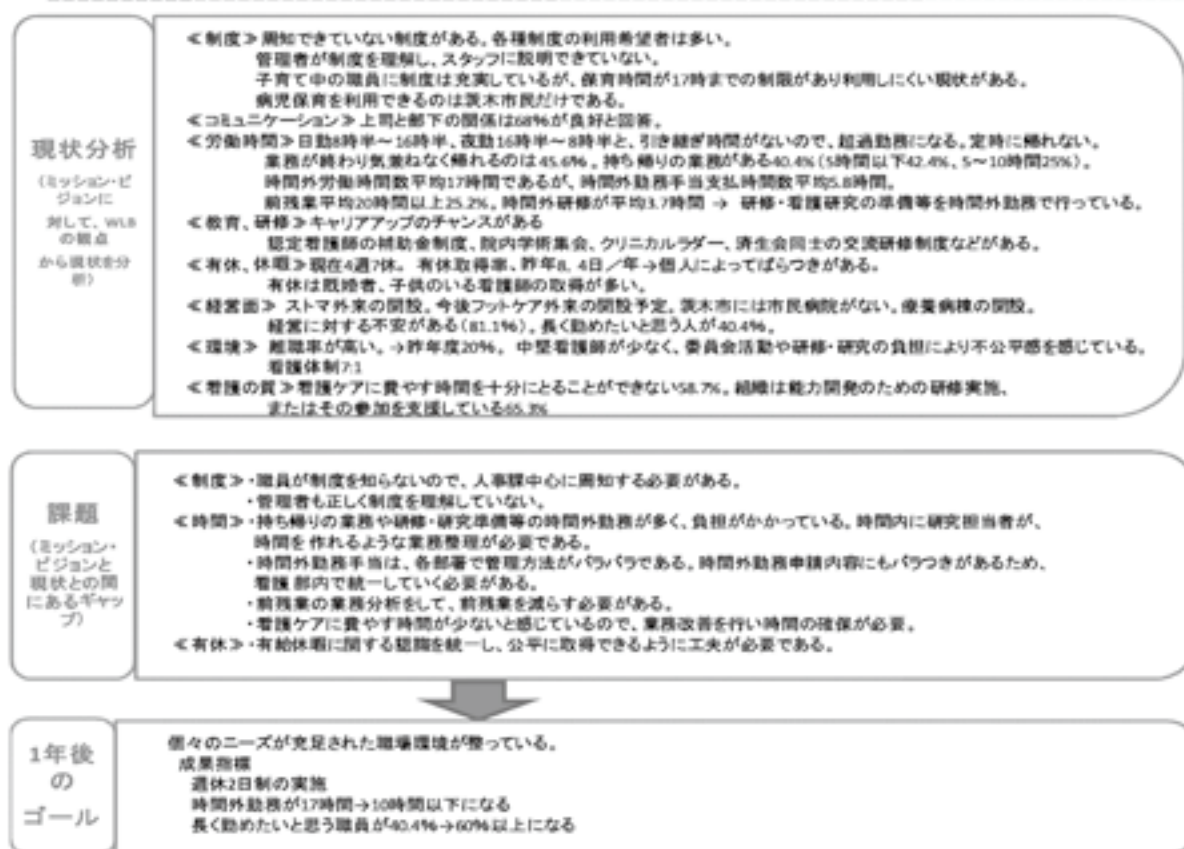 現状分析
(ミッション・ビ
ジョンに
対して、WLB
の観点
から現状を分
析)
≪制度≫周知できていない制度がある。各種制度の利用希望者は多い。
管理者が制度を理解し、スタッフに説明できていない。
子育て中の職員に制度は充実しているが、保育時間が17時までの制限があり利用しにくい現状がある。
病児保育を利用できるのは茨木市民だけである。
≪コミュニケーション≫上司と部下の関係は68%が良好と回答。
≪労働時間≫日勤8時半~16時半、夜勤16時半~8時半と、引き継ぎ時間がないので、超過勤務になる。定時に帰れない。
業務が終わり気兼ねなく帰れるのは45.6%。持ち帰りの業務がある40.4%(5時間以下42.4%、5~10時間25%)。
時間外労働時間数平均17時間であるが、時間外勤務手当支払時間数平均5.8時間。
前残業平均20時間以上25.2%。時間外研修が平均3.7時間 → 研修・看護研究の準備等を時間外勤務で行っている。
≪教育、研修≫キャリアアップのチャンスがある
認定看護師の補助金制度、院内学術集会、クリニカルラダー、済生会同士の交流研修制度などがある。
≪有休、休暇≫現在4週7休。 有休取得率、昨年8、4日/年→個人によってばらつきがある。
有休は既婚者、子供のいる看護師の取得が多い。
≪経営面≫ ストマ外来の開設。今後フットケア外来の開設予定。茨木市には市民病院がない。療養病棟の開設。
経営に対する不安がある(81.1%)。長く勤めたいと思う人が40.4%。
≪環境≫ 離職率が高い。→昨年度20%。 中堅看護師が少なく、委員会活動や研修・研究の負担により不公平感を感じている。
看護体制7:1
≪看護の質≫看護ケアに費やす時間を十分にとることができない58.7%。組織は能力開発のための研修実施、
またはその参加を支援している65.3%
課題
(ミッション・
ビジョンと
現状との間
にあるギャッ
プ)
≪制度≫・職員が制度を知らないので、人事課中心に周知する必要がある。
・管理者も正しく制度を理解していない。
≪時間≫・持ち帰りの業務や研修・研究準備等の時間外勤務が多く、負担がかかっている。時間内に研究担当者が、
時間を作れるような業務整理が必要である。
・時間外勤務手当は、各部署で管理方法がバラバラである。時間外勤務申請内容にもバラつきがあるため、
看護部内で統一していく必要がある。
・前残業の業務分析をして、前残業を減らす必要がある。
・看護ケアに費やす時間が少ないと感じているので、業務改善を行い時間の確保が必要。
≪有休≫・有給休暇に関する認識を統一し、公平に取得できるように工夫が必要である。
1年後
の
ゴール
個々のニーズが充足された職場環境が整っている。
成果指標
週休2日制の実施
時間外勤務が17時間→10時間以下になる
長く勤めたいと思う職員が40.4%→60%以上になる